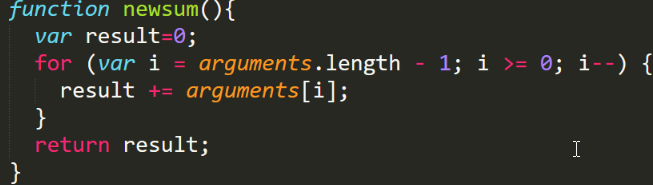 function newsum(){
  var result=0;
  for (var i = arguments.length - 1; i >= 0; i--) {
    result += arguments[i];
  }
  return result;
}